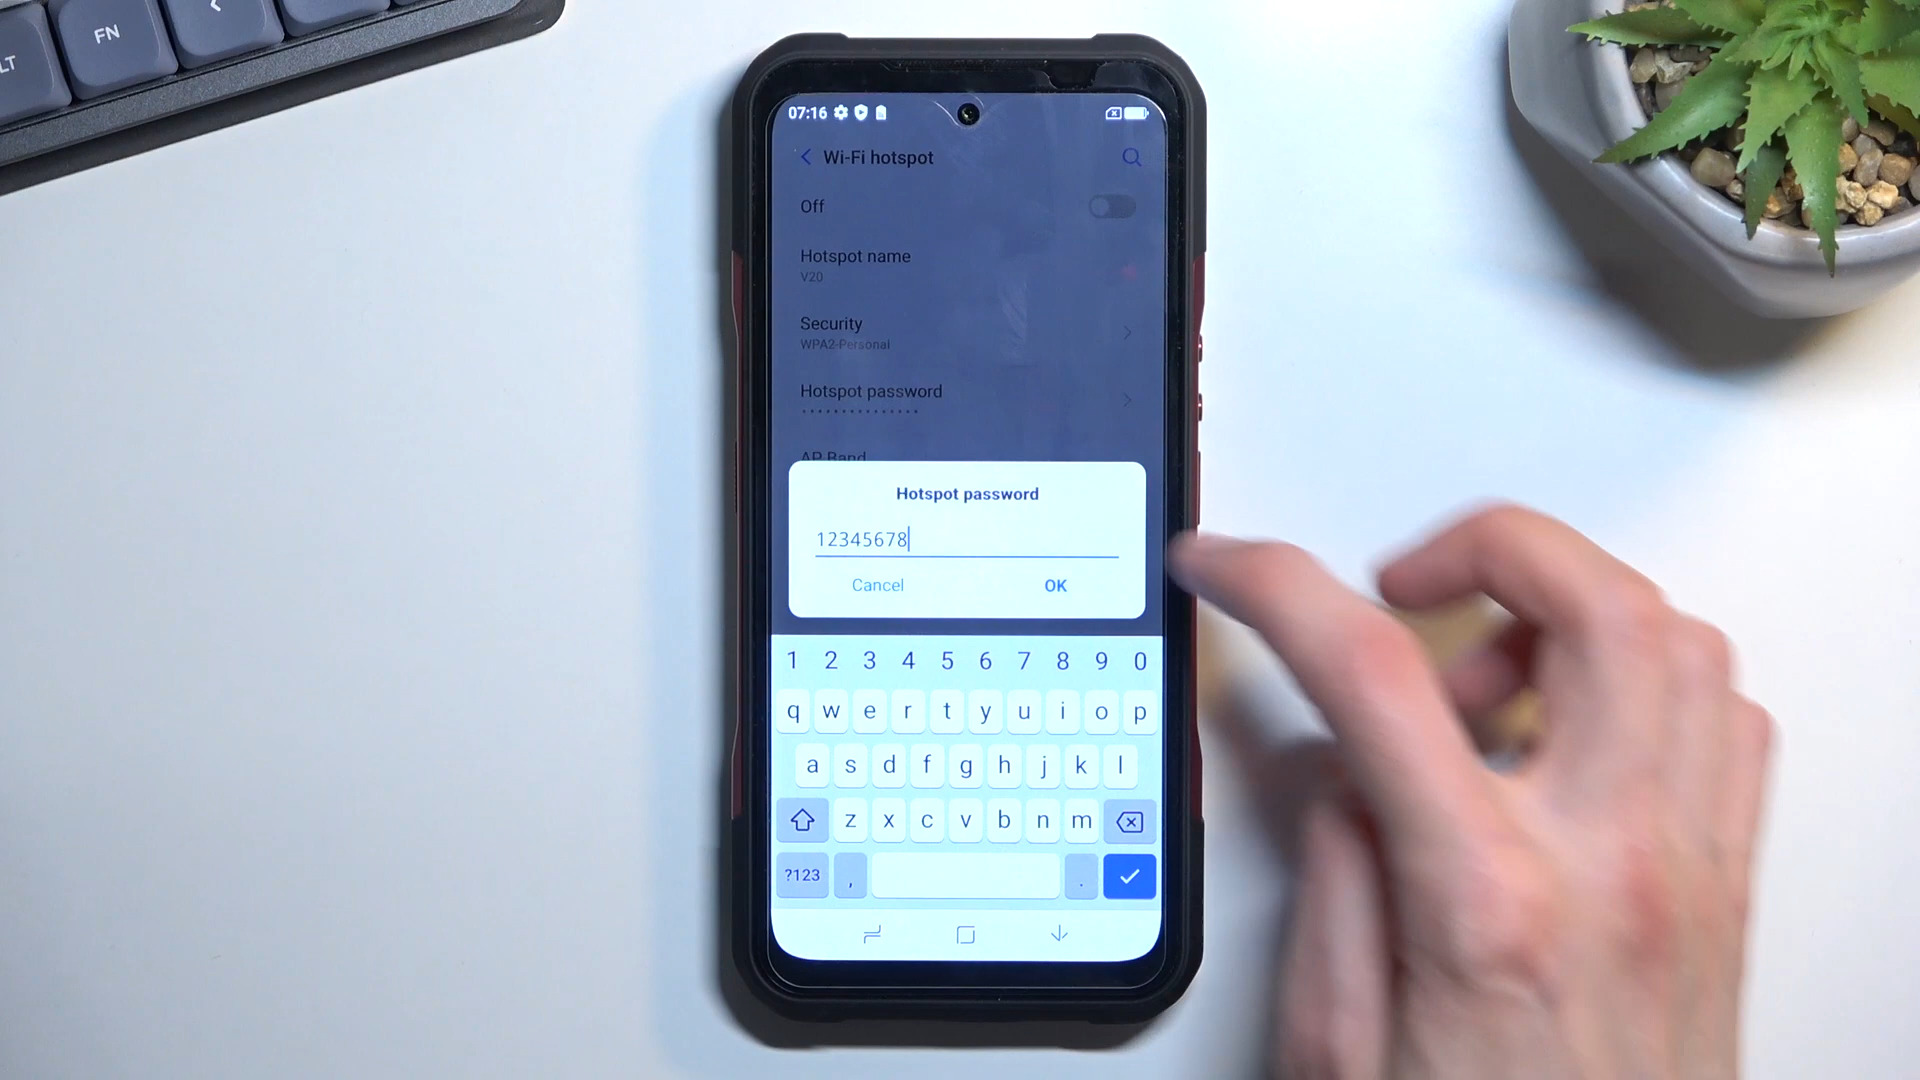 FN
LT
07:16
Wi-Fi hotspot
Off
Hotspot name
V20
Security
WPA2-Personal
Hotspot password
AP Band
Hotspot password
12345678
Cancel OK
1 2 3 4 5 6 7 8 9 0
q w e r t y u i o p
a s d f g h j k l
z x c v b n m
?123 , .